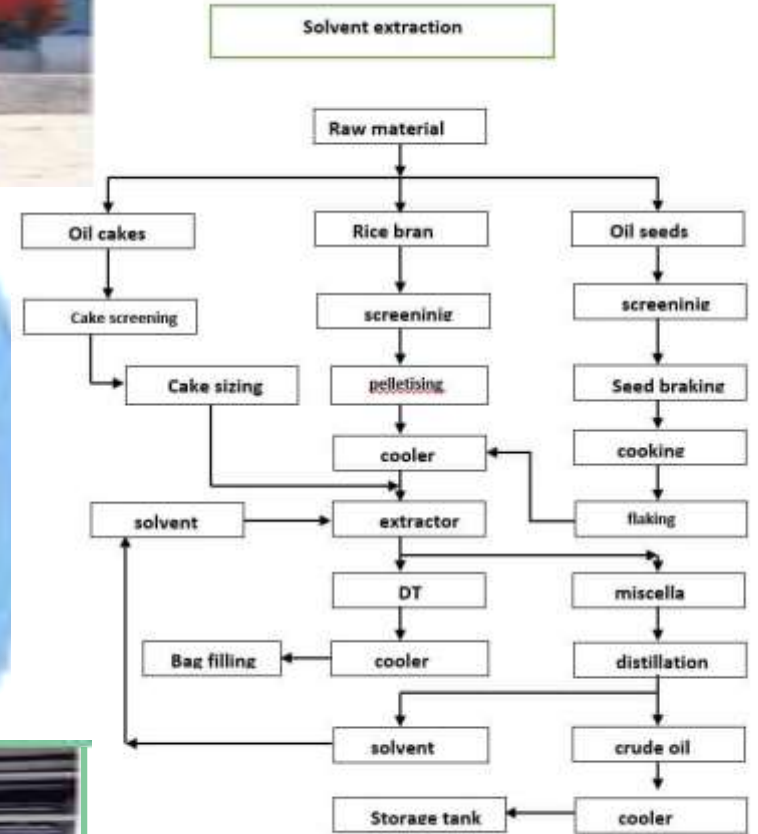 Solvent extraction
Raw material
Oil cakes
Rice bran
Oil seeds
Cake screening
screeninig
screeninig
Cake sizing
pelletising
Seed braking
cooler
cooking
solvent
extractor
flaking
DT
miscella
Bag filling
cooler
distillation
solvent
crude oil
Storage tank
cooler